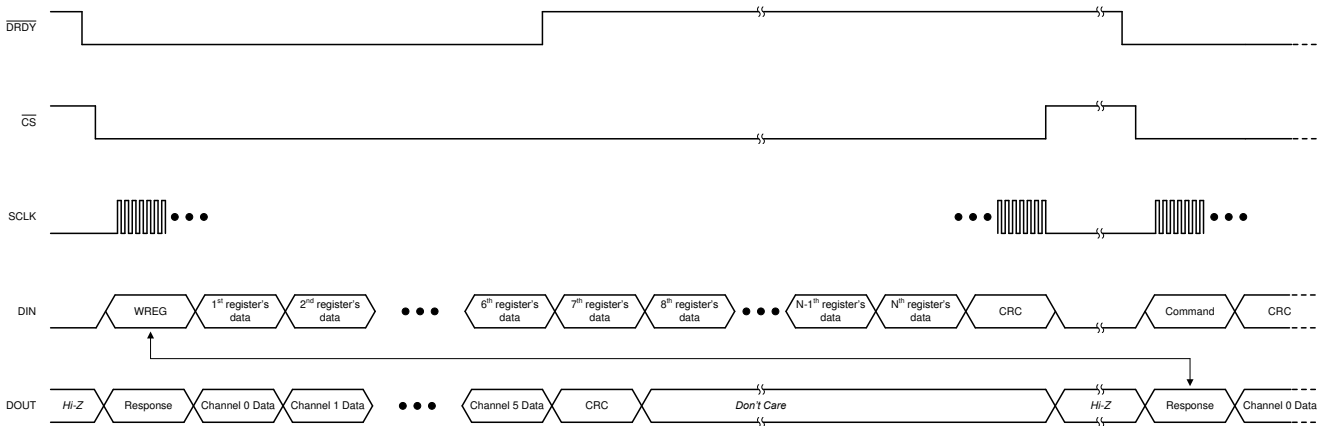 DRDY
CS
SCLK
DIN
WREG
1st register's
data
2nd register's
data
6th register's
data
7th register's
data
8th register's
data
N-1th register's
data
Nth register's
data
CRC
Command
CRC
DOUT
Hi-Z
Response
Channel 0 Data
Channel 1 Data
Channel 5 Data
CRC
Don't Care
Hi-Z
Response
Channel 0 Data